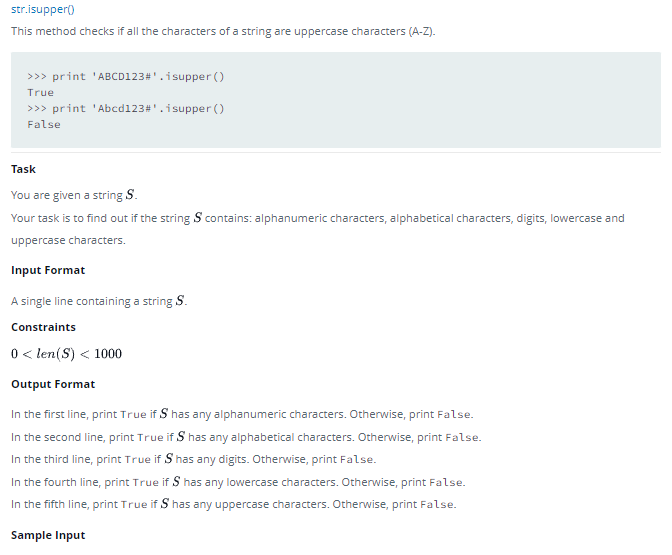 str.isupper()
This method checks if all the characters of a string are uppercase characters (A-Z).
>>> print 'ABCD123#'.isupper()
True
>>> print 'Abcd123#'.isupper()
False
Task
You are given a string S.
Your task is to find out if the string S contains: alphanumeric characters, alphabetical characters, digits, lowercase and
uppercase characters.
Input Format
A single line containing a string S.
Constraints
0 < len(S) < 1000
Output Format
In the first line, print True if S has any alphanumeric characters. Otherwise, print False.
In the second line, print True if S has any alphabetical characters. Otherwise, print False.
In the third line, print True if S has any digits. Otherwise, print False.
In the fourth line, print True if S has any lowercase characters. Otherwise, print False.
In the fifth line, print True if S has any uppercase characters. Otherwise, print False.
Sample Input